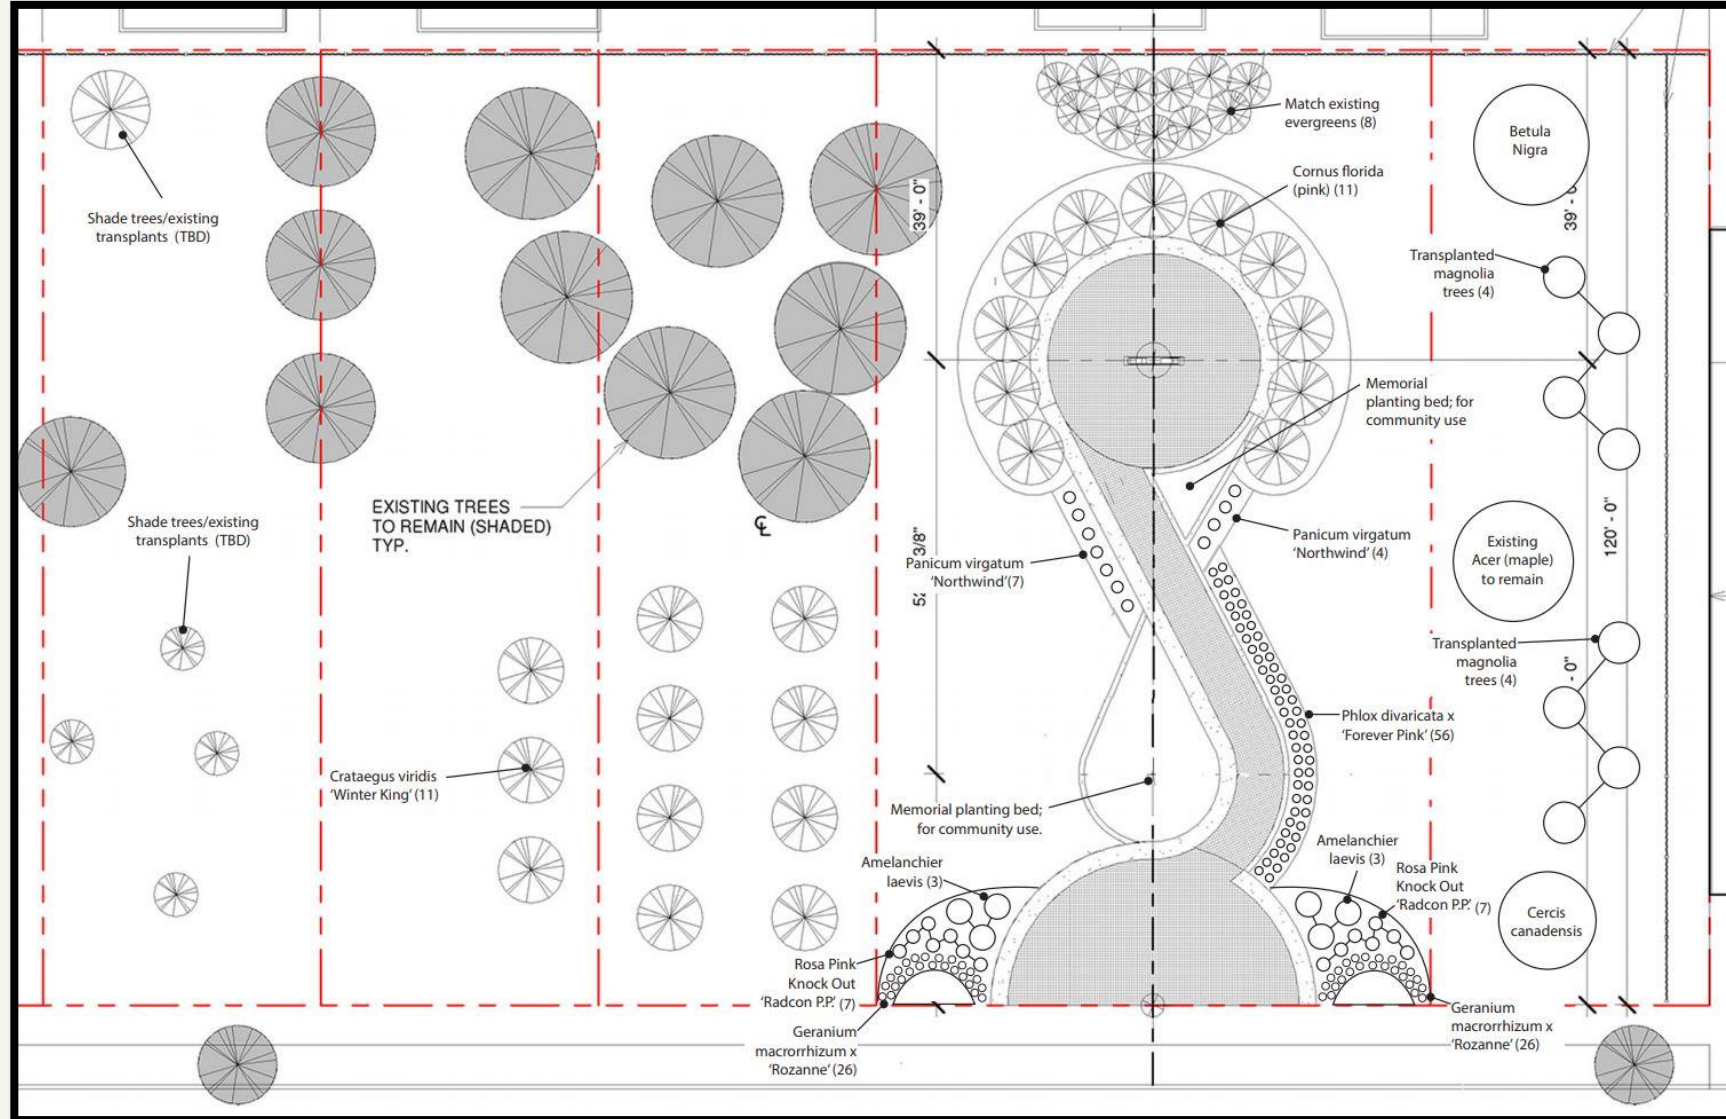 Match existing
evergreens (8)
Betula
Nigra
Cornus florida
(pink) (11)
Shade trees/existing
transplants (TBD)
39' - 0"
39' - 0"
Transplanted
magnolia
trees (4)
Memorial
planting bed; for
community use
EXISTING TREES
TO REMAIN (SHADED)
TYP.
Shade trees/existing
transplants (TBD)
℄
Panicum virgatum
'Northwind' (4)
Existing
Acer (maple)
to remain
120' - 0"
3/8"
Panicum virgatum
'Northwind'(7)
Transplanted
magnolia
trees (4)
- 0"
Phlox divaricata x
'Forever Pink' (56)
Crataegus viridis
'Winter King' (11)
Memorial planting bed;
for community use.
Amelanchier
laevis (3)
Amelanchier
laevis (3)
Rosa Pink
Knock Out
'Radcon P.P.' (7)
Cercis
canadensis
Rosa Pink
Knock Out
'Radcon P.P.' (7)
Geranium
macrorrhizum x
'Rozanne' (26)
Geranium
macrorrhizum x
'Rozanne' (26)